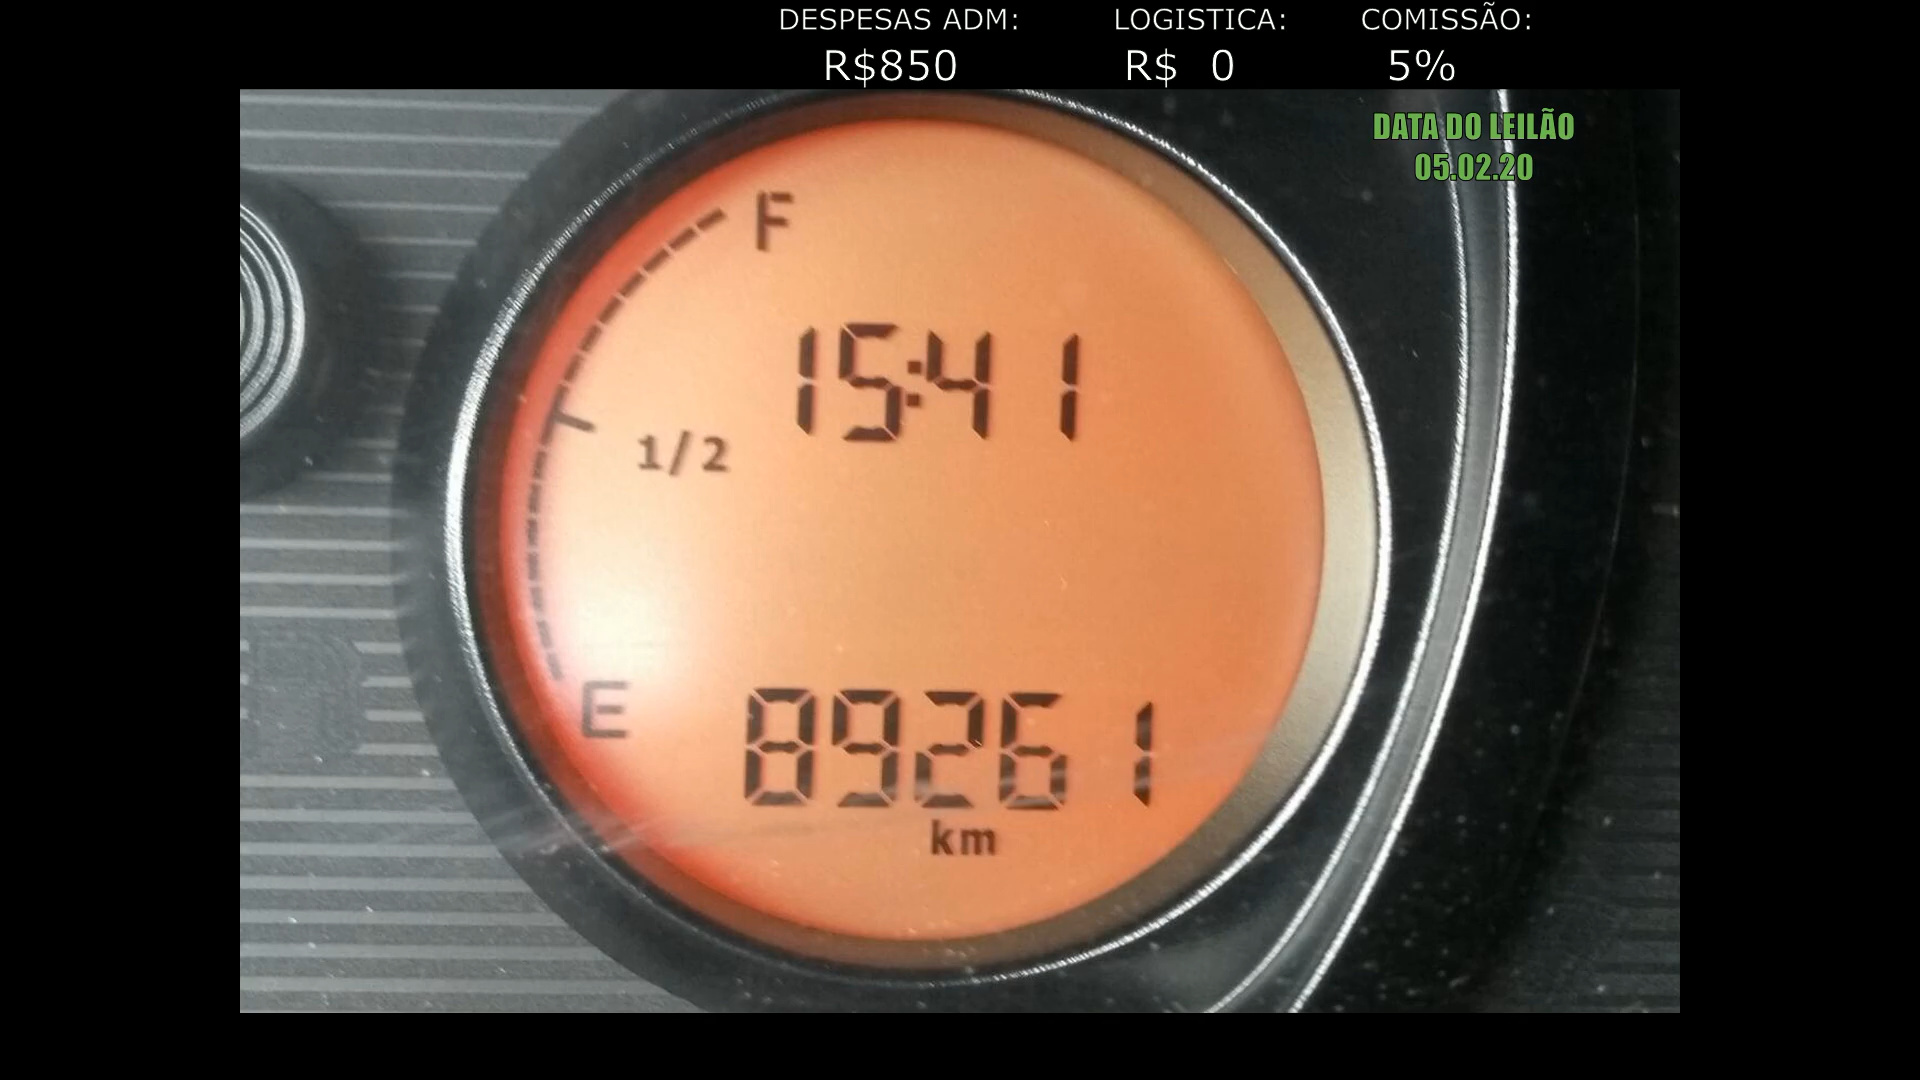 DESPESAS ADM: LOGISTICA: COMISSÃO:
R$850 R$ 0 5%
DATA DO LEILÃO
05.02.20
F
15:41
1/2
E
89261
km